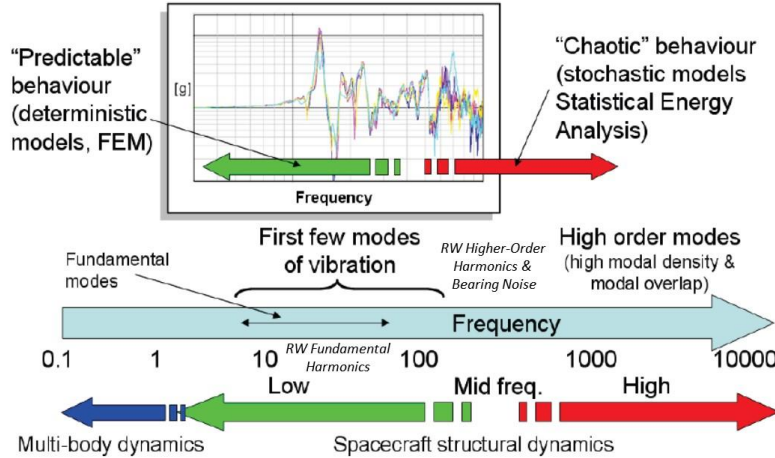 “Predictable”
behaviour
(deterministic
models, FEM)
[g]
Frequency
“Chaotic” behaviour
(stochastic models
Statistical Energy
Analysis)
Fundamental
modes
First few modes
of vibration
RW Higher-Order
Harmonics &
Bearing Noise
High order modes
(high modal density &
modal overlap)
Frequency
RW Fundamental
Harmonics
0.1 1 10 100 1000 10000
Low Mid freq. High
Multi-body dynamics Spacecraft structural dynamics